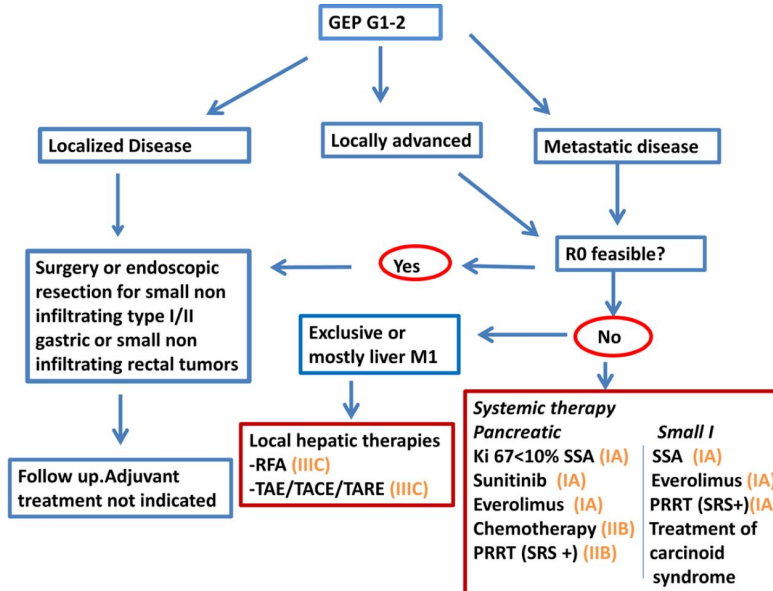 GEP G1-2
Localized Disease
Locally advanced
Metastatic disease
R0 feasible?
Yes
No
Surgery or endoscopic
resection for small non
infiltrating type I/II
gastric or small non
infiltrating rectal tumors
Exclusive or
mostly liver M1
Follow up.Adjuvant
treatment not indicated
Local hepatic therapies
-RFA (IIIC)
-TAE/TACE/TARE (IIIC)
Systemic therapy
Pancreatic
Ki 67<10% SSA (IA)
Sunitinib (IA)
Everolimus (IA)
Chemotherapy (IIB)
PRRT (SRS +) (IIB)
Small I
SSA (IA)
Everolimus (IA)
PRRT (SRS+)(IA
Treatment of
carcinoid
syndrome